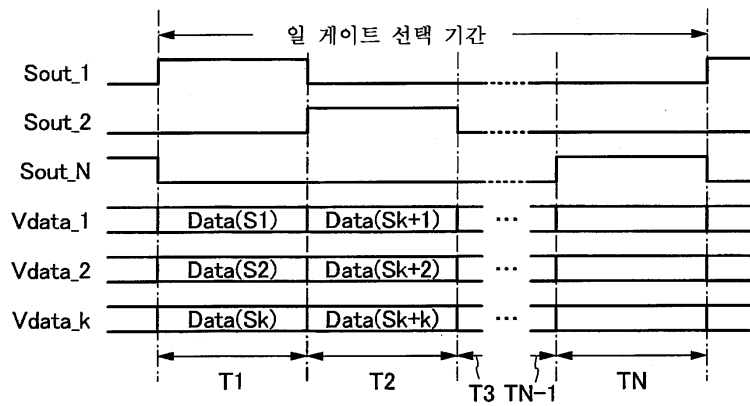 일 게이트 선택 기간
Sout_1
Sout_2
Sout_N
Vdata_1 Data(S1) Data(Sk+1) ...
Vdata_2 Data(S2) Data(Sk+2) ...
Vdata_k Data(Sk) Data(Sk+k) ...
T1 T2 T3 TN-1 TN